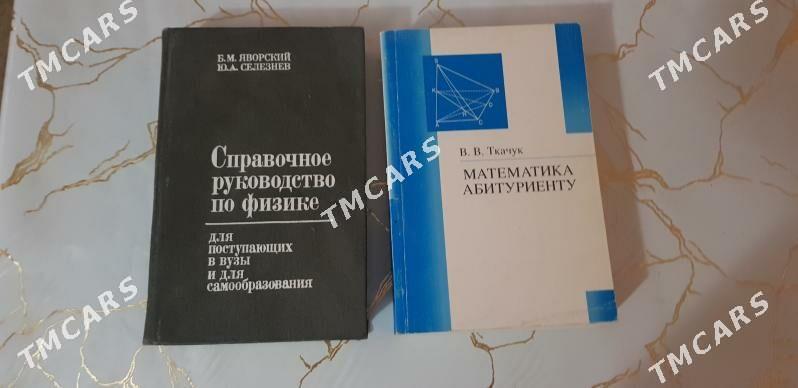 Б.М. ЯВОРСКИЙ
Ю.А. СЕЛЕЗНЕВ
Справочное
руководство
по физике
для
поступающих
в вузы
и для
самообразования
В. В. Ткачук
МАТЕМАТИКА
АБИТУРИЕНТУ
TMCARS
TMCARS
TMCARS
TMCARS
TMCARS
TMCARS
TMCARS